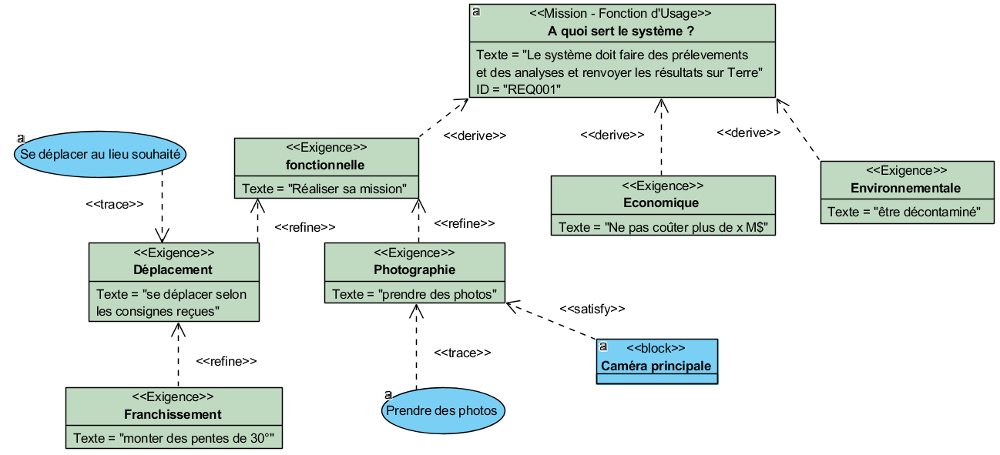 <<Mission - Fonction d'Usage>>
A quoi sert le système ?
Texte = "Le système doit faire des prélevements
et des analyses et renvoyer les résultats sur Terre"
ID = "REQ001"
<<derive>>
<<derive>>
<<derive>>
a
Se déplacer au lieu souhaité
<<trace>>
<<Exigence>>
fonctionnelle
Texte = "Réaliser sa mission"
<<Exigence>>
Economique
Texte = "Ne pas coûter plus de x M$"
<<Exigence>>
Environnementale
Texte = "être décontaminé"
<<refine>>
<<refine>>
<<Exigence>>
Déplacement
Texte = "se déplacer selon
les consignes reçues"
<<Exigence>>
Photographie
Texte = "prendre des photos"
<<satisfy>>
<<refine>>
<<trace>>
a
<<block>>
Caméra principale
<<Exigence>>
Franchissement
Texte = "monter des pentes de 30°"
a
Prendre des photos
a